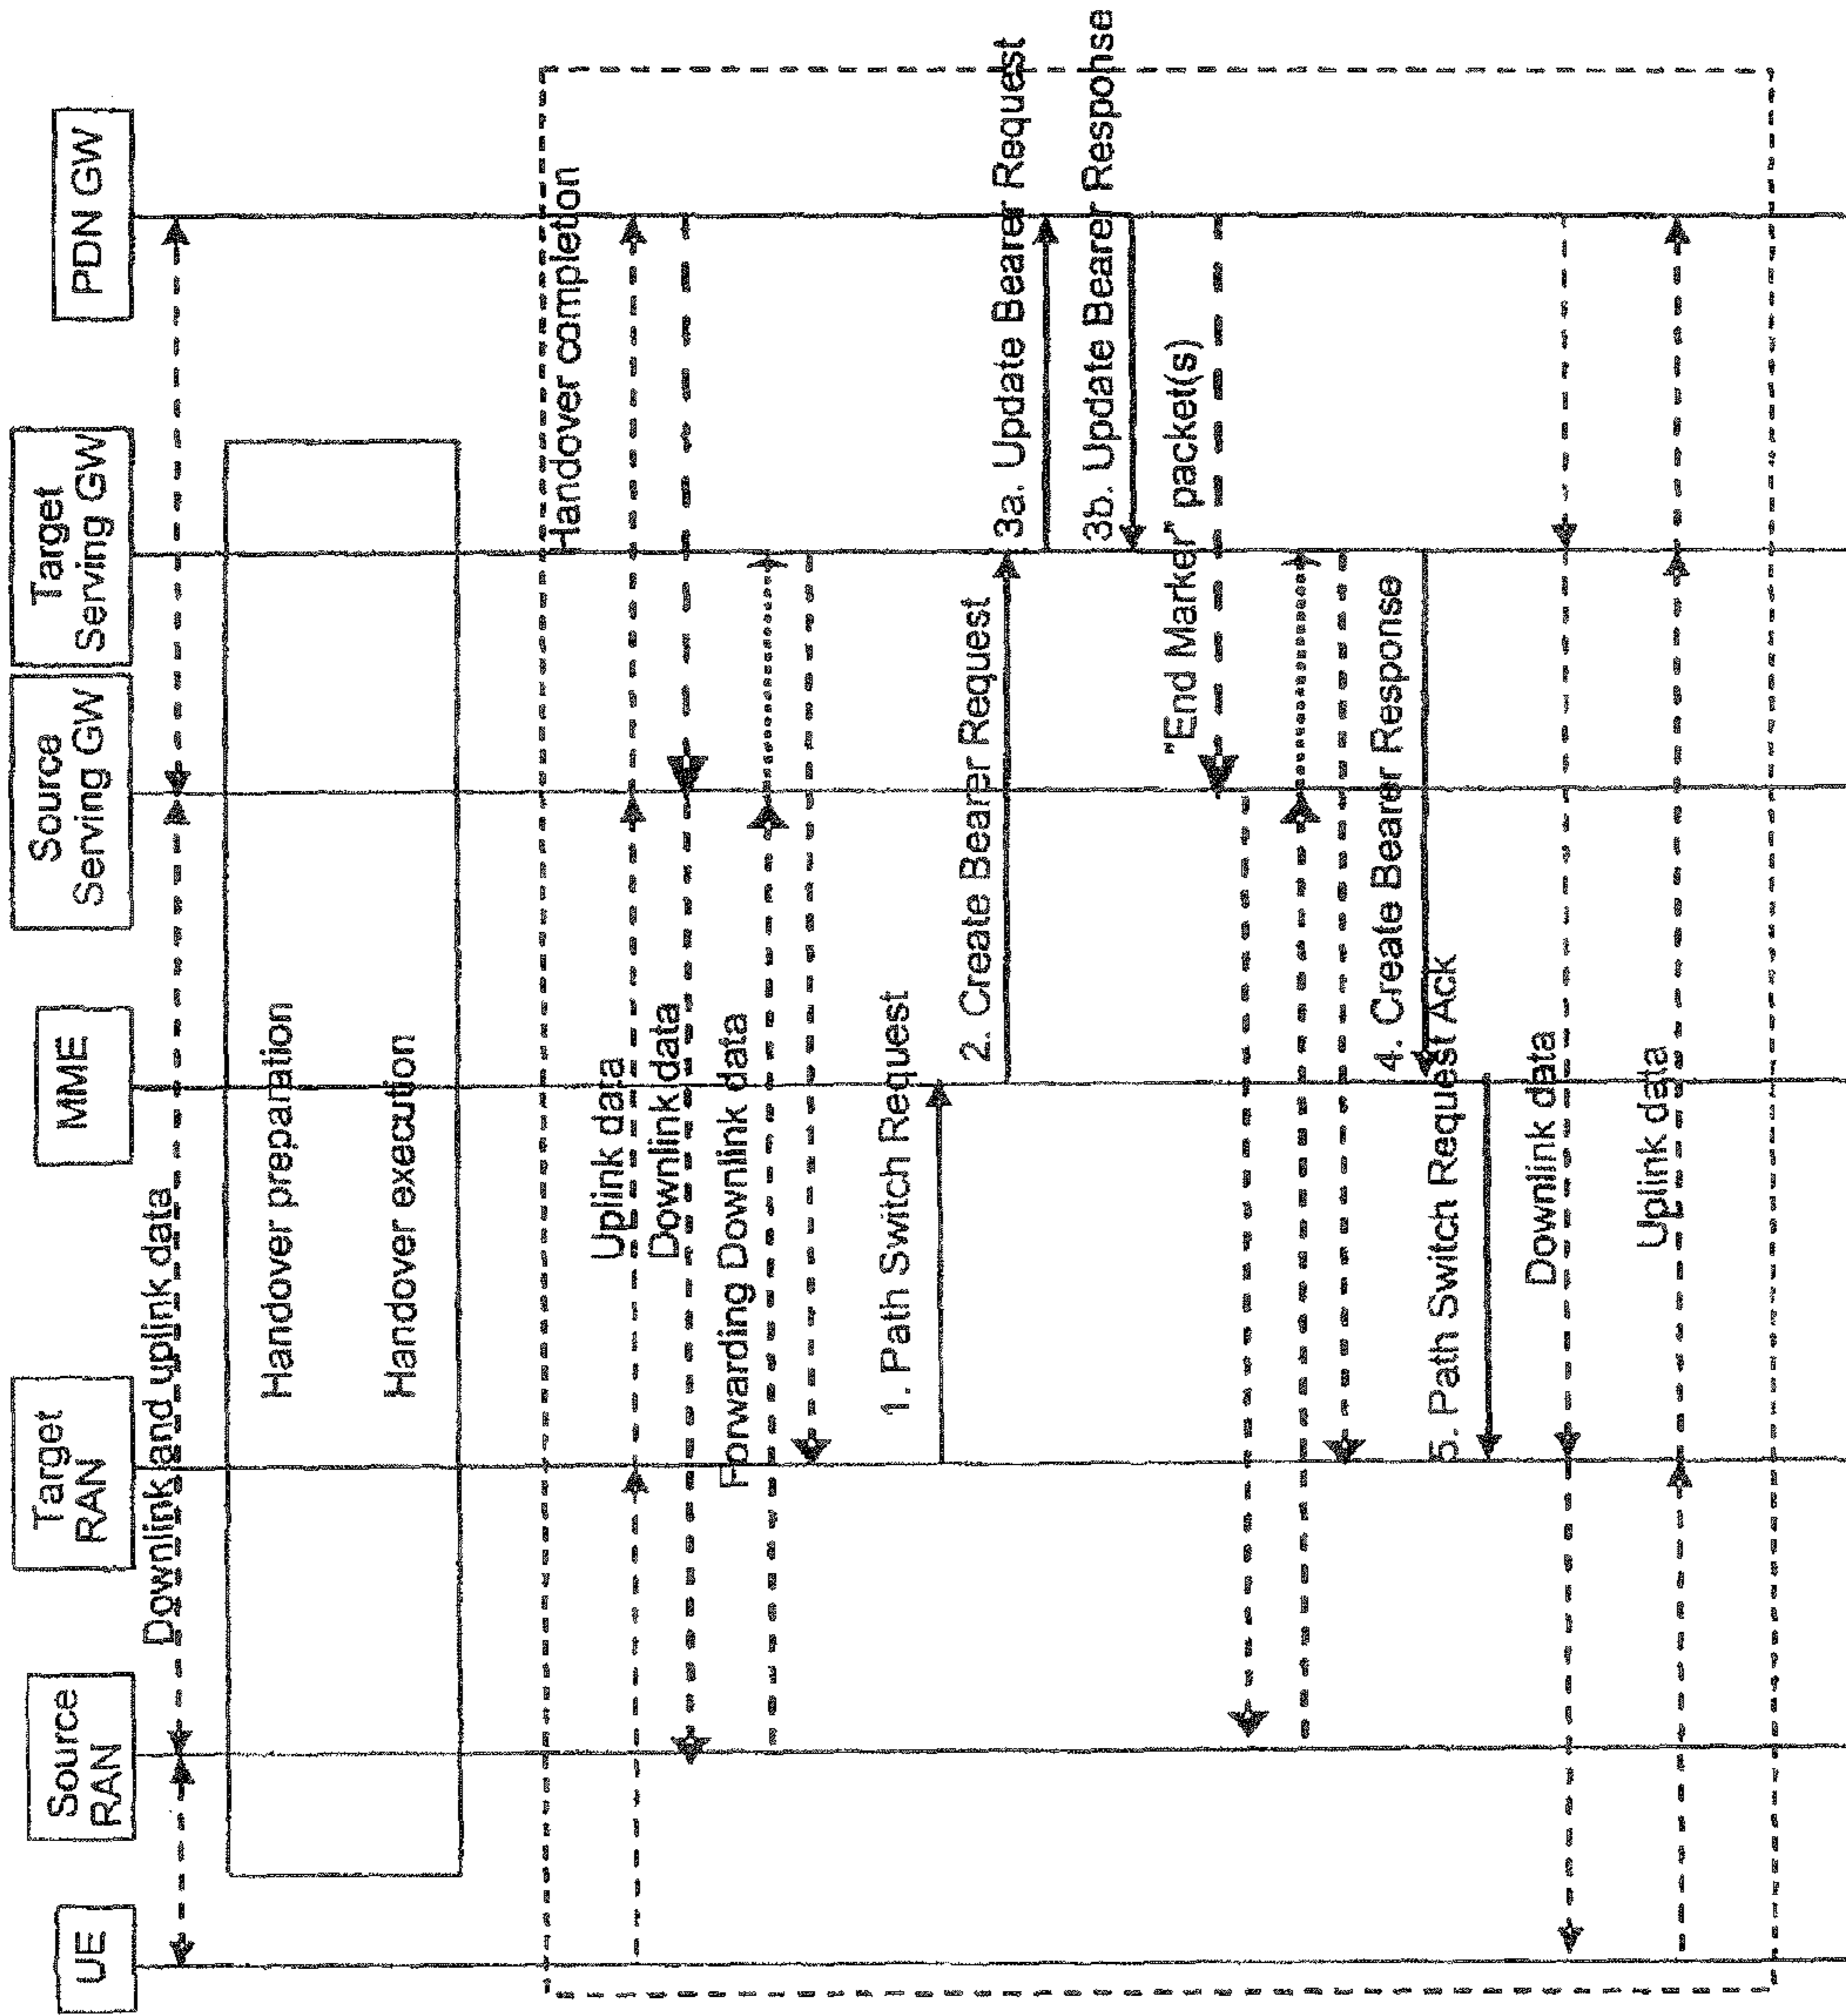 UE
Source
RAN
Target
RAN
MME
Source
Serving GW
Target
Serving GW
PDN GW
Downlink and uplink data
Handover preparation
Handover execution
Handover completion
Uplink data
Downlink data
Forwarding Downlink data
1. Path Switch Request
2. Create Bearer Request
3a. Update Bearer Request
3b. Update Bearer Response
"End Marker" packet(s)
4. Create Bearer Response
5. Path Switch Request Ack
Downlink data
Uplink data